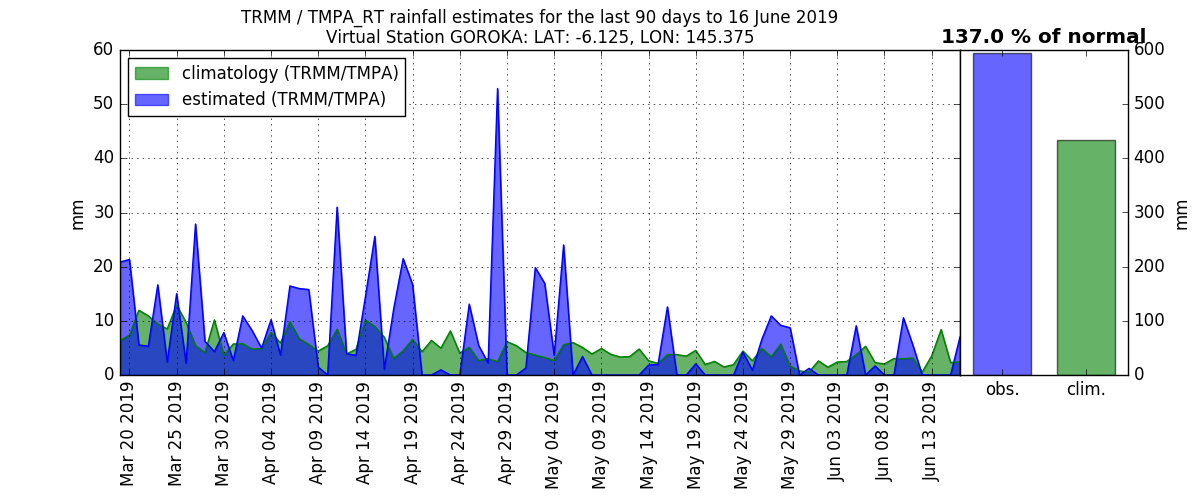 TRMM / TMPA_RT rainfall estimates for the last 90 days to 16 June 2019
Virtual Station GOROKA: LAT: -6.125, LON: 145.375
137.0 % of normal
climatology (TRMM/TMPA)
estimated (TRMM/TMPA)
60
50
40
30
20
10
0
mm
600
500
400
300
200
100
0
mm
Mar 20 2019
Mar 25 2019
Mar 30 2019
Apr 04 2019
Apr 09 2019
Apr 14 2019
Apr 19 2019
Apr 24 2019
Apr 29 2019
May 04 2019
May 09 2019
May 14 2019
May 19 2019
May 24 2019
May 29 2019
Jun 03 2019
Jun 08 2019
Jun 13 2019
obs.
clim.